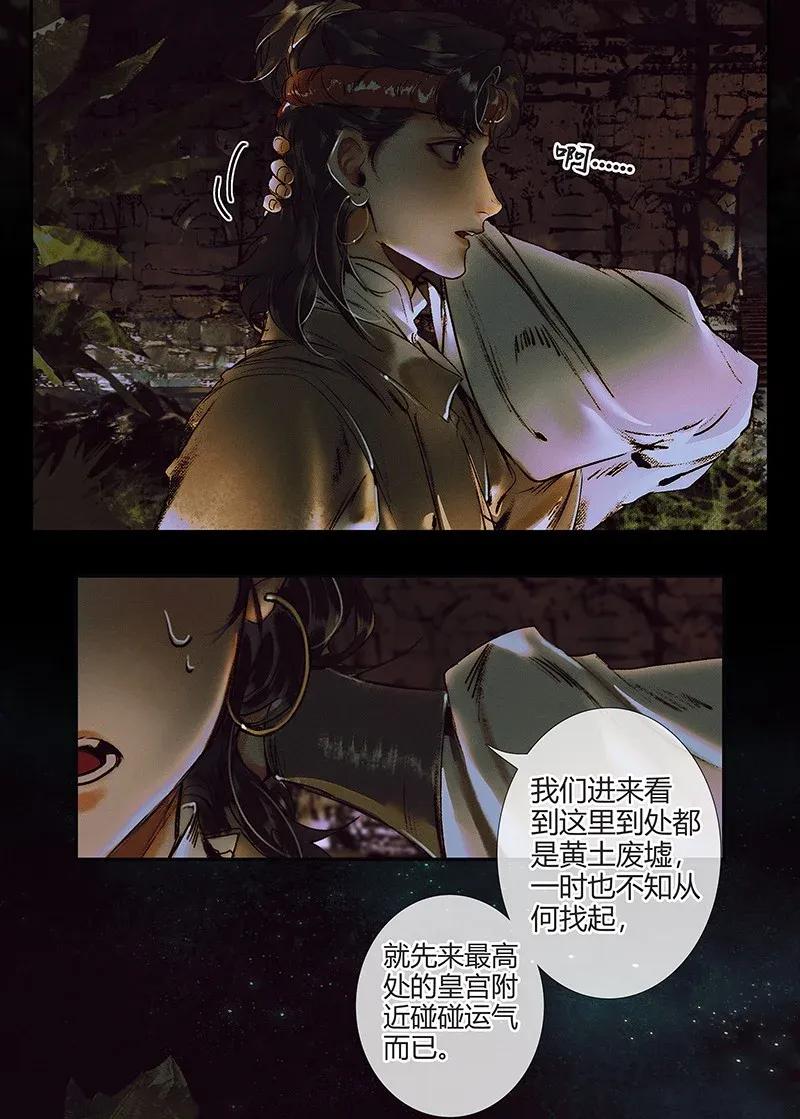 啊……
我们进来看
到这里到处都
是黄土废墟，
一时也不知从
何找起，
就先来最高
处的皇宫附
近碰碰运气
而已。